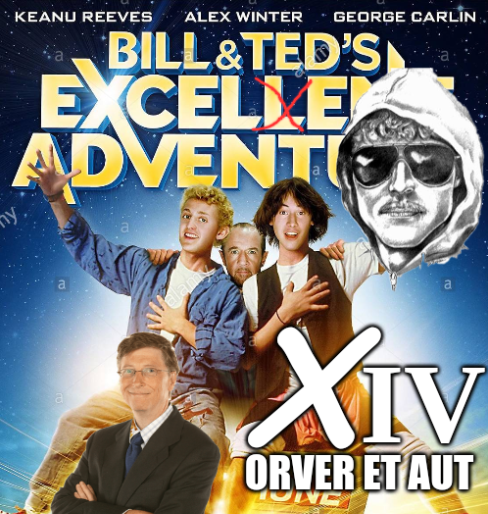 KEANU REEVES ALEX WINTER GEORGE CARLIN
BILL & TED'S
EXCELLENT
ADVENTU
XIV
ORVER ET AUT